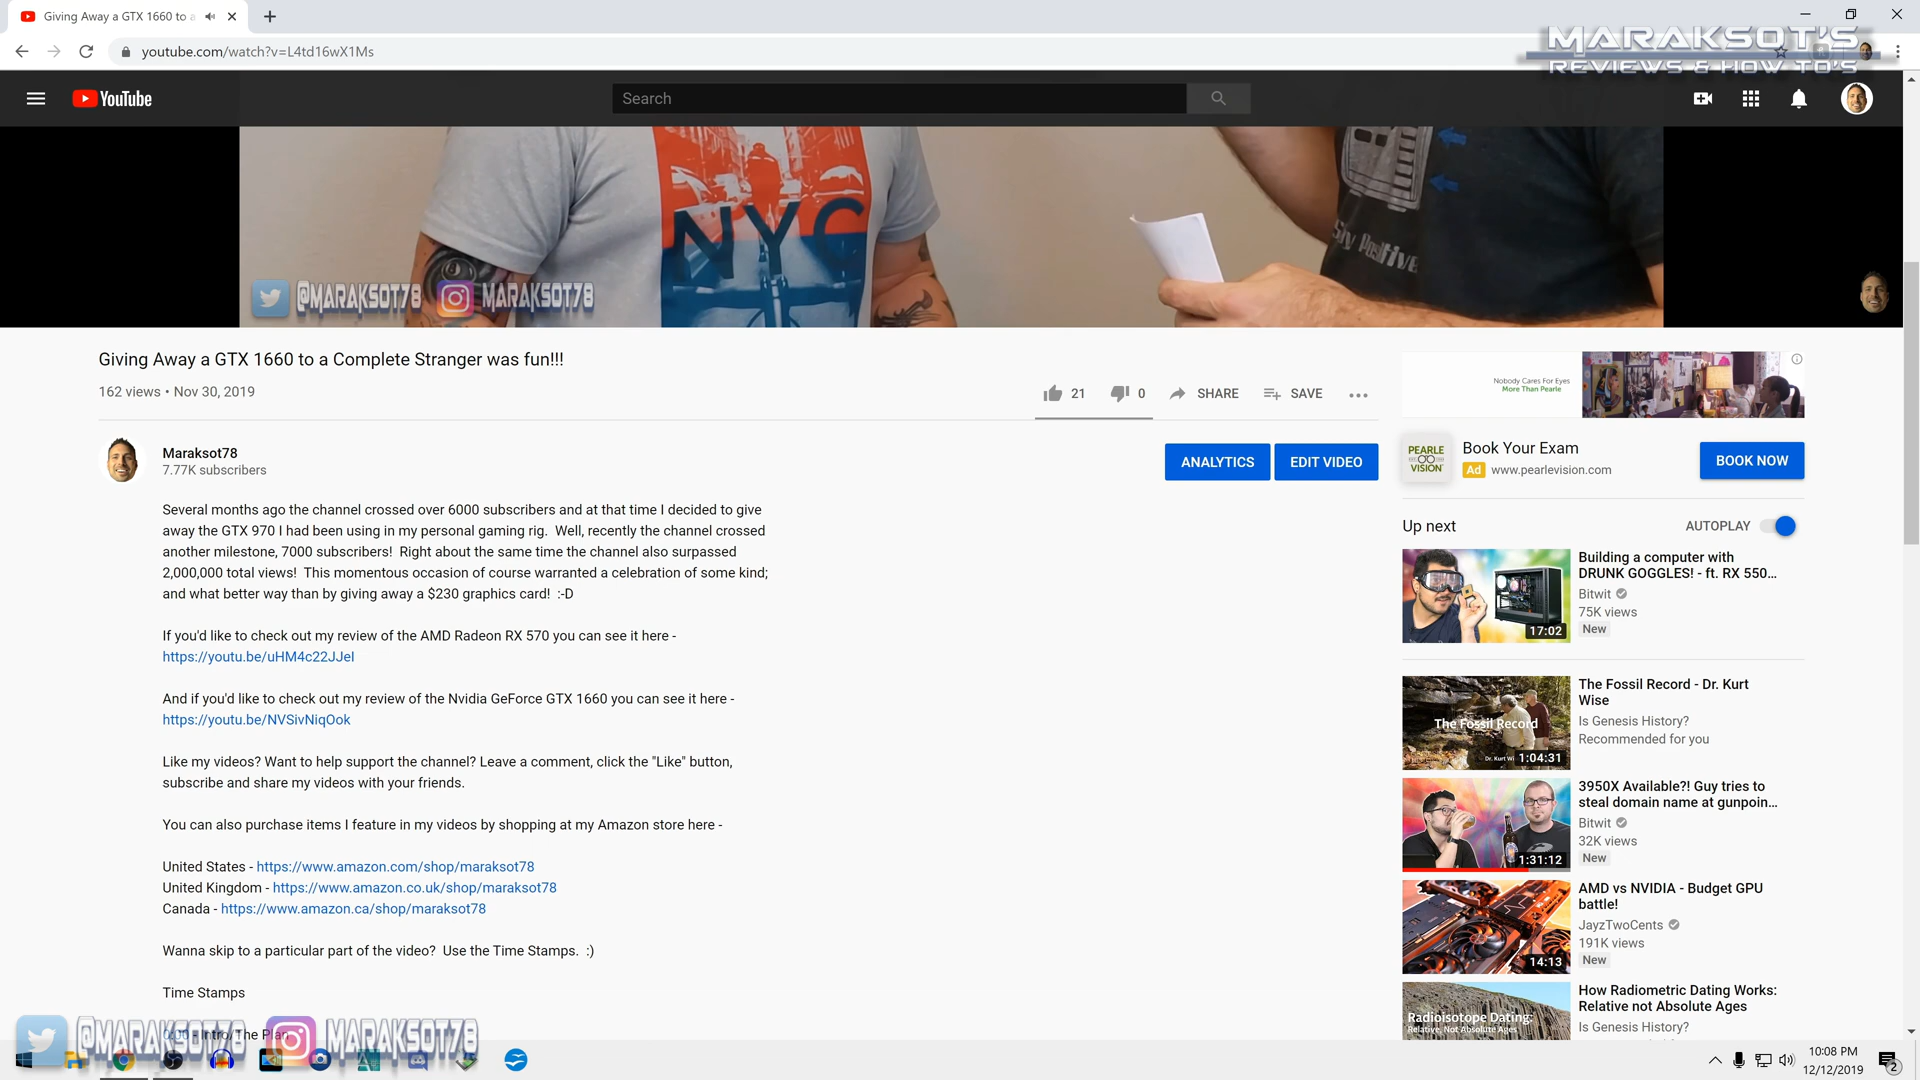 Giving Away a GTX 1660 to a
youtube.com/watch?v=L4td16wX1Ms
MARAKSOT'S
REVIEWS & HOW TO'S
YouTube
Search
NYC
Positive
@MARAKSOT78 MARAKSOT78
Giving Away a GTX 1660 to a Complete Stranger was fun!!!
162 views • Nov 30, 2019
21 0 SHARE SAVE
Maraksot78
7.77K subscribers
ANALYTICS EDIT VIDEO
Several months ago the channel crossed over 6000 subscribers and at that time I decided to give
away the GTX 970 I had been using in my personal gaming rig. Well, recently the channel crossed
another milestone, 7000 subscribers! Right about the same time the channel also surpassed
2,000,000 total views! This momentous occasion of course warranted a celebration of some kind;
and what better way than by giving away a $230 graphics card! :-D
If you'd like to check out my review of the AMD Radeon RX 570 you can see it here -
https://youtu.be/uHM4c22JJeI
And if you'd like to check out my review of the Nvidia GeForce GTX 1660 you can see it here -
https://youtu.be/NVSivNiqOok
Like my videos? Want to help support the channel? Leave a comment, click the "Like" button,
subscribe and share my videos with your friends.
You can also purchase items I feature in my videos by shopping at my Amazon store here -
United States - https://www.amazon.com/shop/maraksot78
United Kingdom - https://www.amazon.co.uk/shop/maraksot78
Canada - https://www.amazon.ca/shop/maraksot78
Wanna skip to a particular part of the video? Use the Time Stamps. :)
Time Stamps
0:00 - Intro/The Plan
@MARAKSOT78 MARAKSOT78
Nobody Cares For Eyes
More Than Pearle
PEARLE
VISION
Book Your Exam
Ad www.pearlevision.com
BOOK NOW
Up next
AUTOPLAY
17:02
Building a computer with
DRUNK GOGGLES! - ft. RX 550...
Bitwit
75K views
New
The Fossil Record
1:04:31
The Fossil Record - Dr. Kurt
Wise
Is Genesis History?
Recommended for you
1:31:12
3950X Available?! Guy tries to
steal domain name at gunpoin...
Bitwit
32K views
New
14:13
AMD vs NVIDIA - Budget GPU
battle!
JayzTwoCents
191K views
New
Radioisotope Dating:
Relative, Not Absolute Ages
How Radiometric Dating Works:
Relative not Absolute Ages
Is Genesis History?
10:08 PM
12/12/2019
2